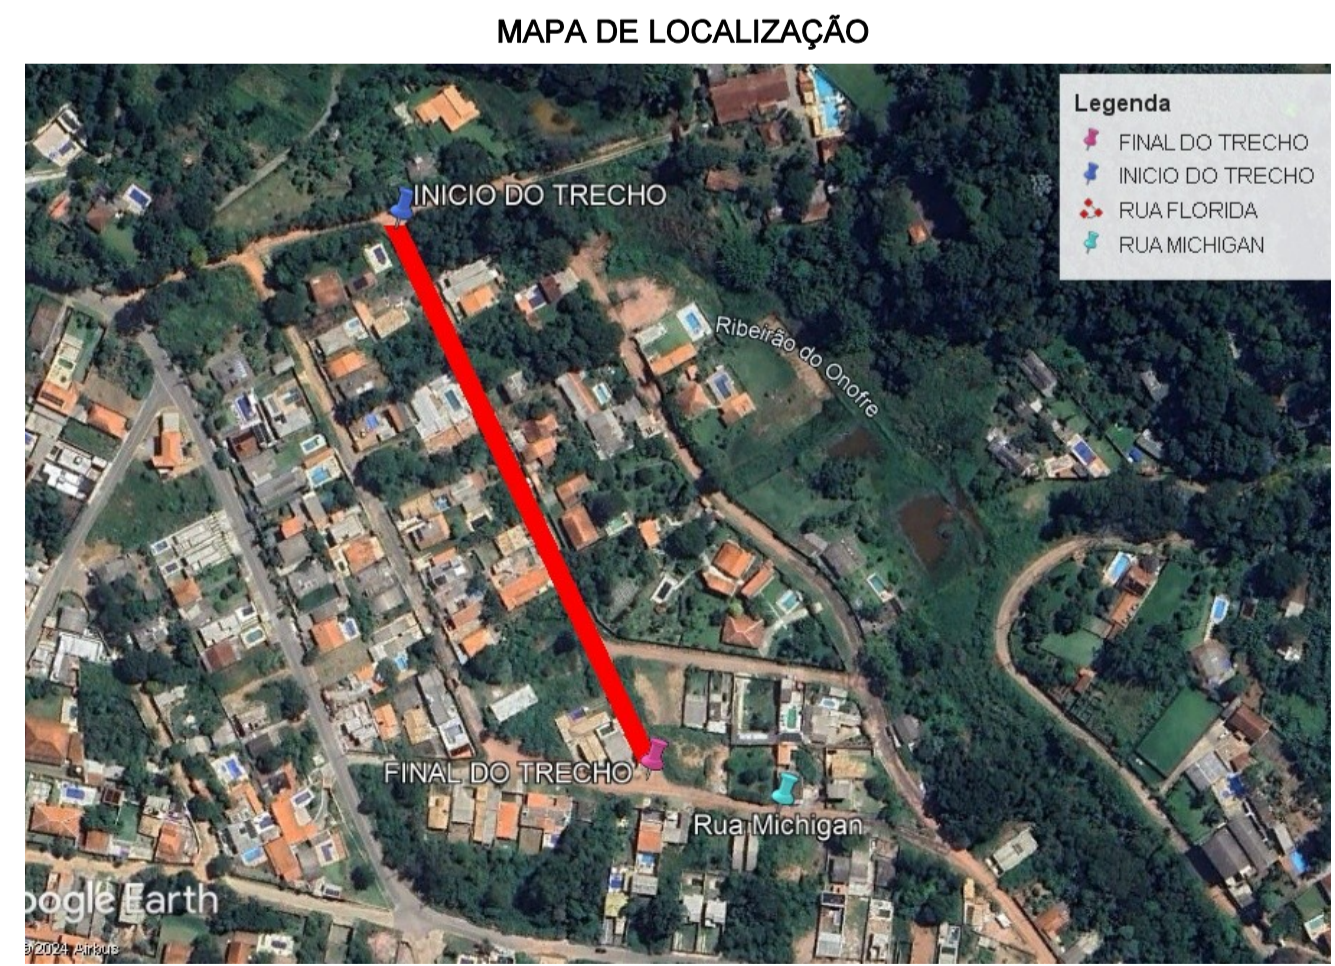 MAPA DE LOCALIZAÇÃO
Legenda
FINAL DO TRECHO
INICIO DO TRECHO
RUA FLORIDA
RUA MICHIGAN
INICIO DO TRECHO
Ribeirão do Onofre
FINAL DO TRECHO
Rua Michigan
oogle Earth
©2024 Airbus